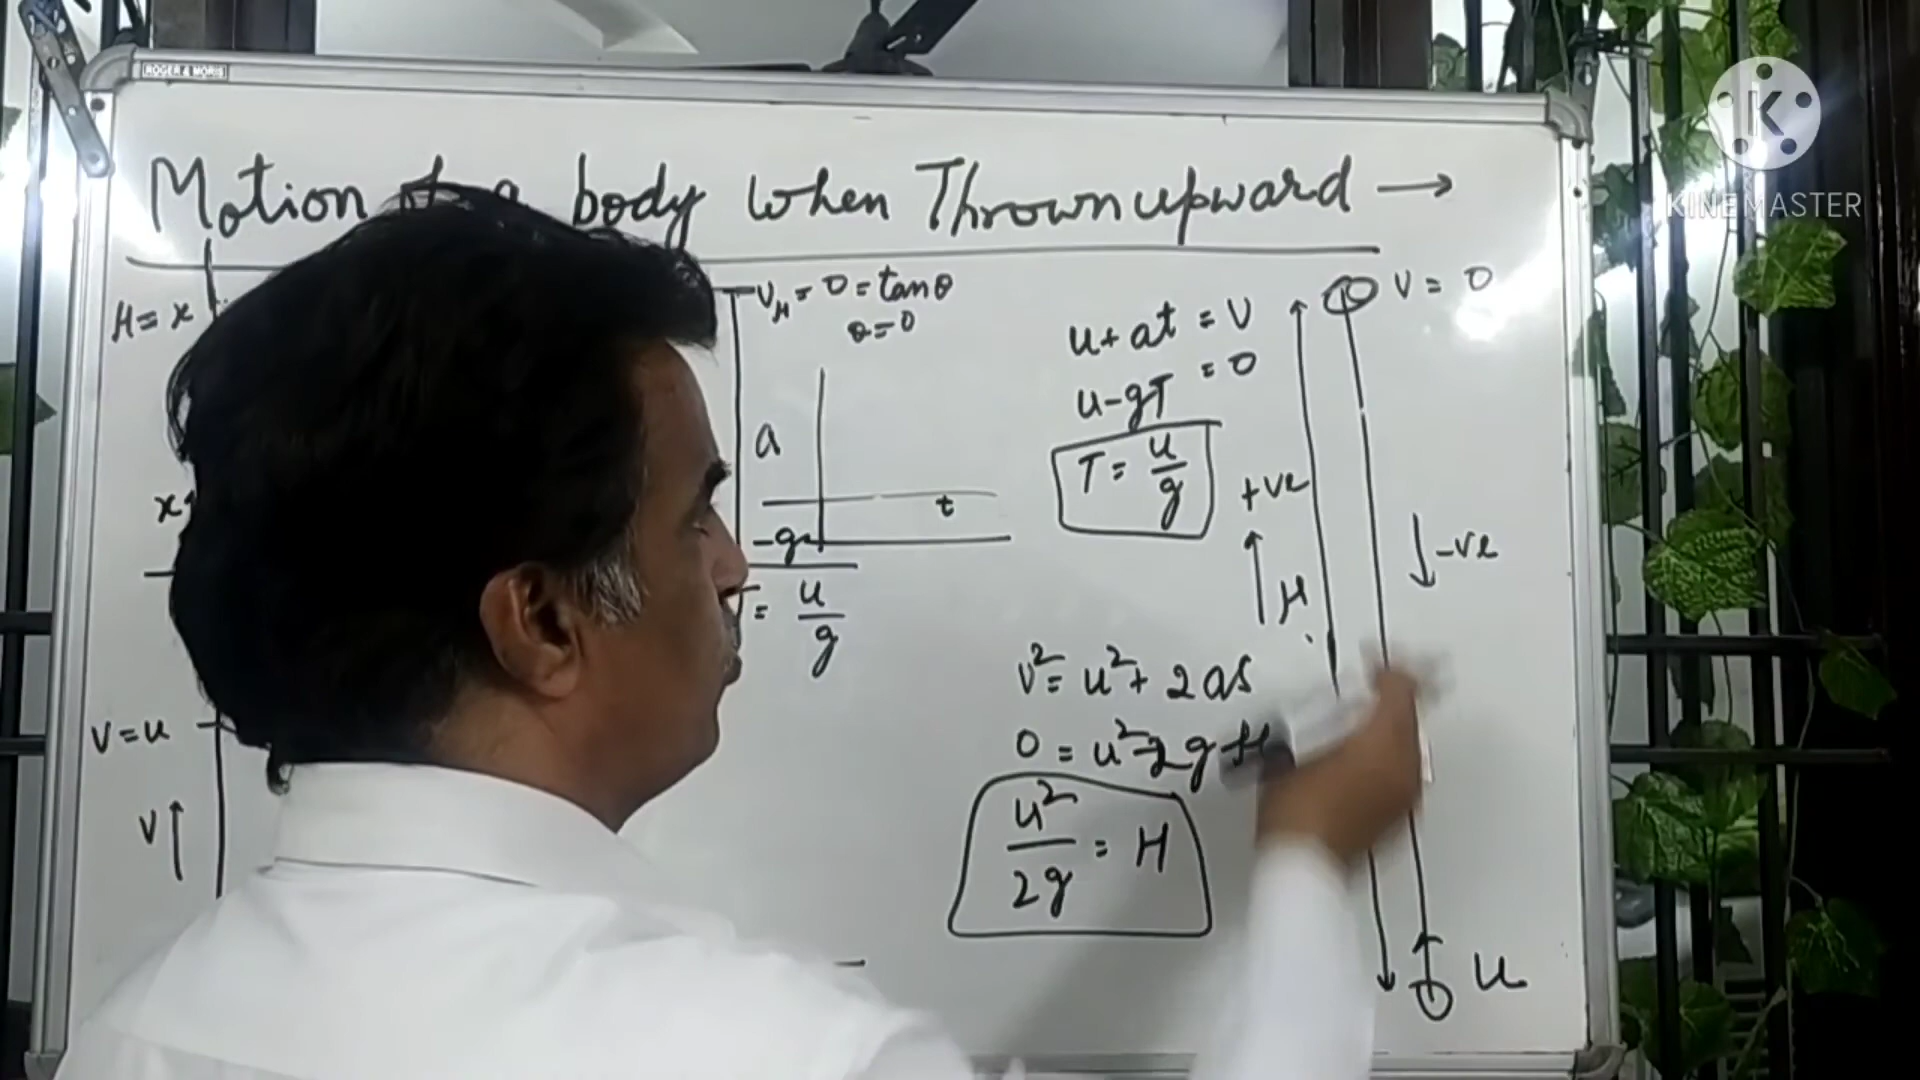 ROGER & MORIS
KINEMASTER
Motion of a body when Thrown upward →
H = x
V_H = 0 = tan θ
θ = 0
a
t
-g
= u/g
x
V = u
V ↑
u + at = V
u - gT = 0
T = u/g
V = 0
+ve
↑ H
↓ -ve
V² = u² + 2as
0 = u² - 2gH
u²/2g = H
u